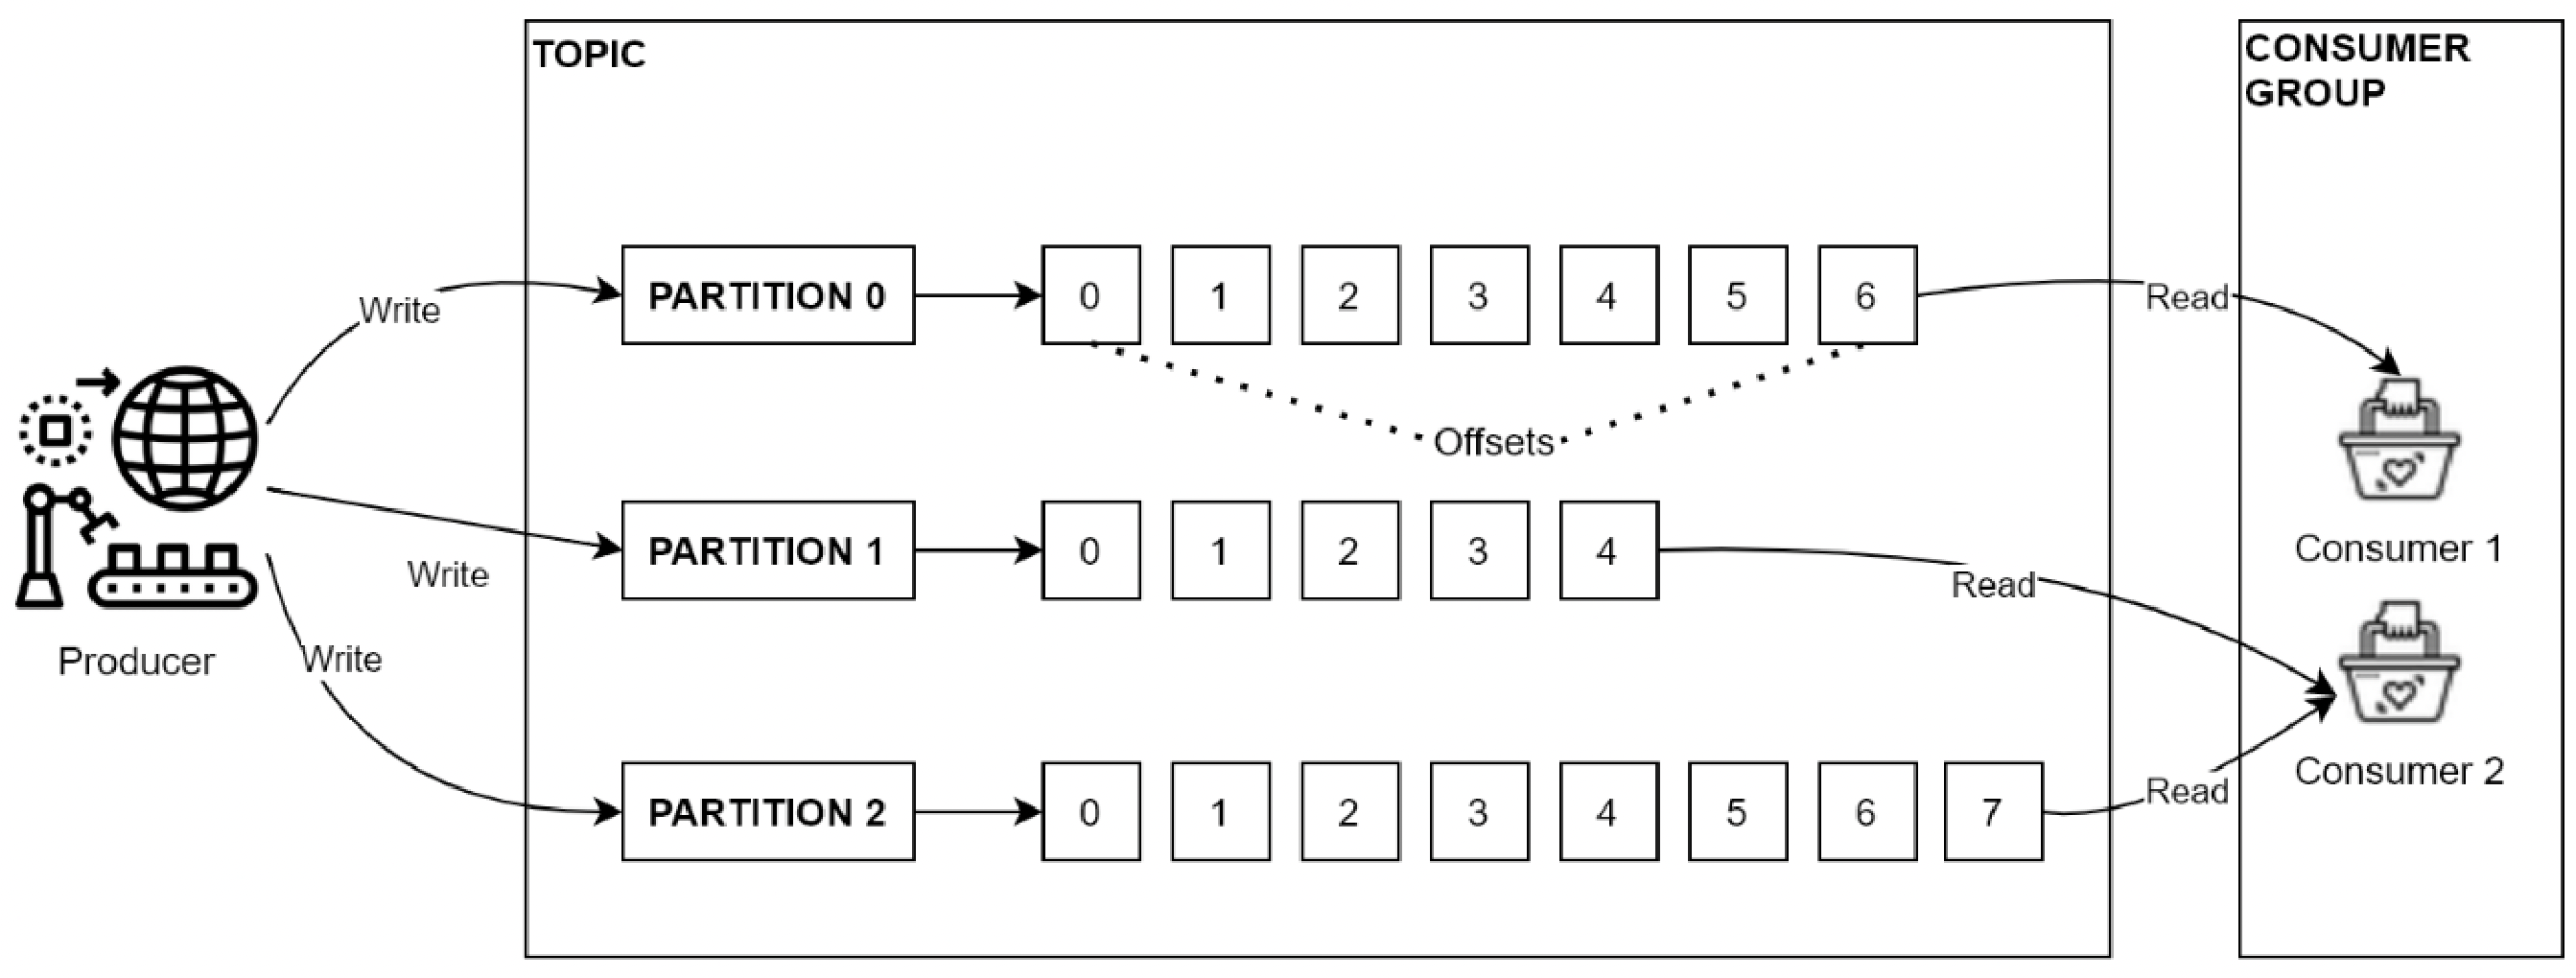 TOPIC
CONSUMER
GROUP
Write
PARTITION 0
0 1 2 3 4 5 6
Read
Offsets
Write
PARTITION 1
0 1 2 3 4
Read
Consumer 1
Producer
Write
PARTITION 2
0 1 2 3 4 5 6 7
Read
Consumer 2